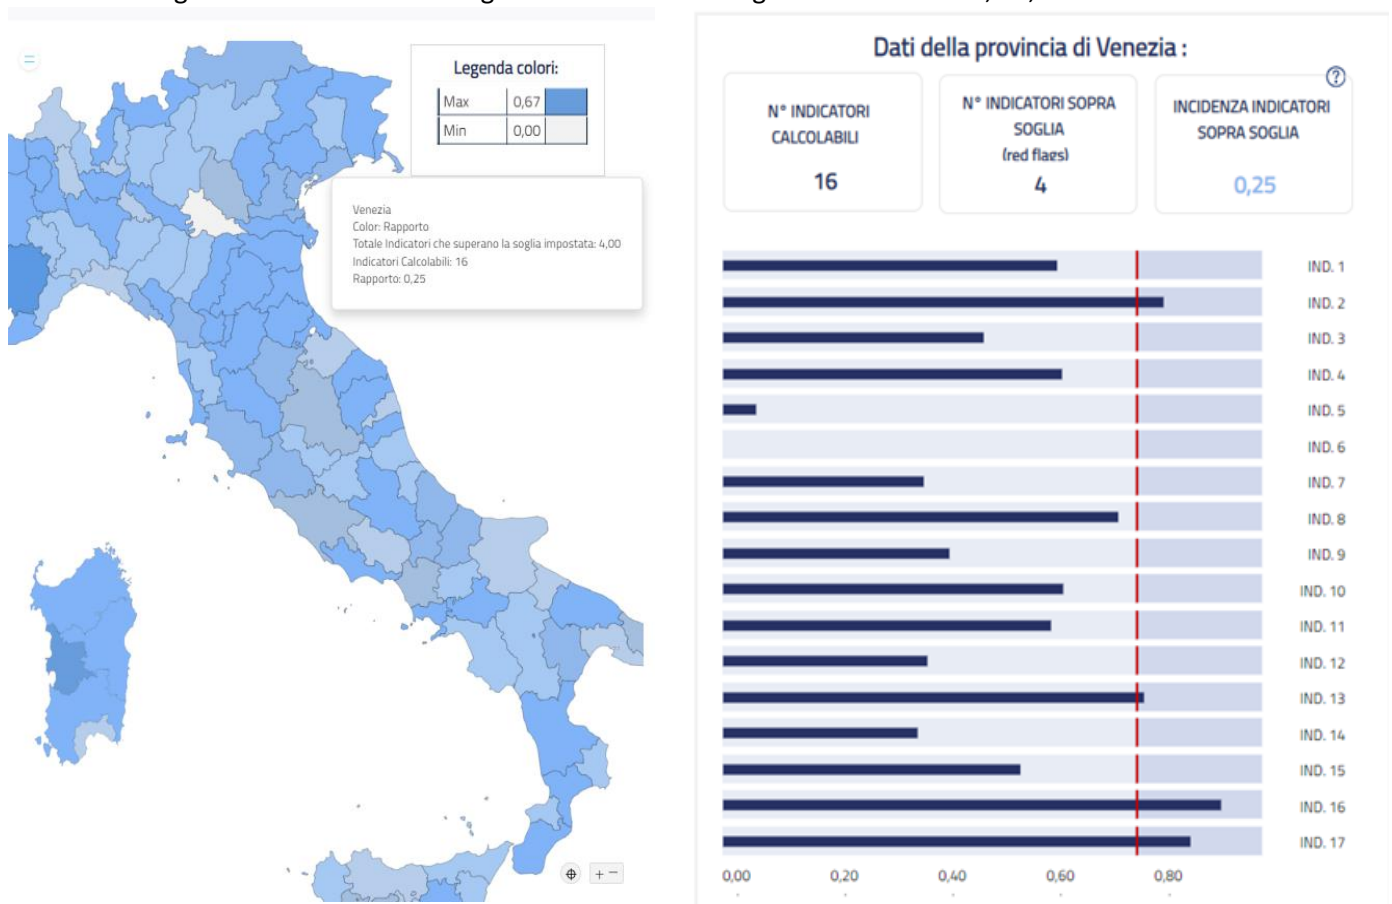 Legenda colori:
Max 0,67
Min 0,00
Venezia
Color: Rapporto
Totale Indicatori che superano la soglia impostata: 4,00
Indicatori Calcolabili: 16
Rapporto: 0,25
Dati della provincia di Venezia :
N° INDICATORI
CALCOLABILI
16
N° INDICATORI SOPRA
SOGLIA
(red flags)
4
?
INCIDENZA INDICATORI
SOPRA SOGLIA
0,25
IND. 1
IND. 2
IND. 3
IND. 4
IND. 5
IND. 6
IND. 7
IND. 8
IND. 9
IND. 10
IND. 11
IND. 12
IND. 13
IND. 14
IND. 15
IND. 16
IND. 17
0,00 0,20 0,40 0,60 0,80